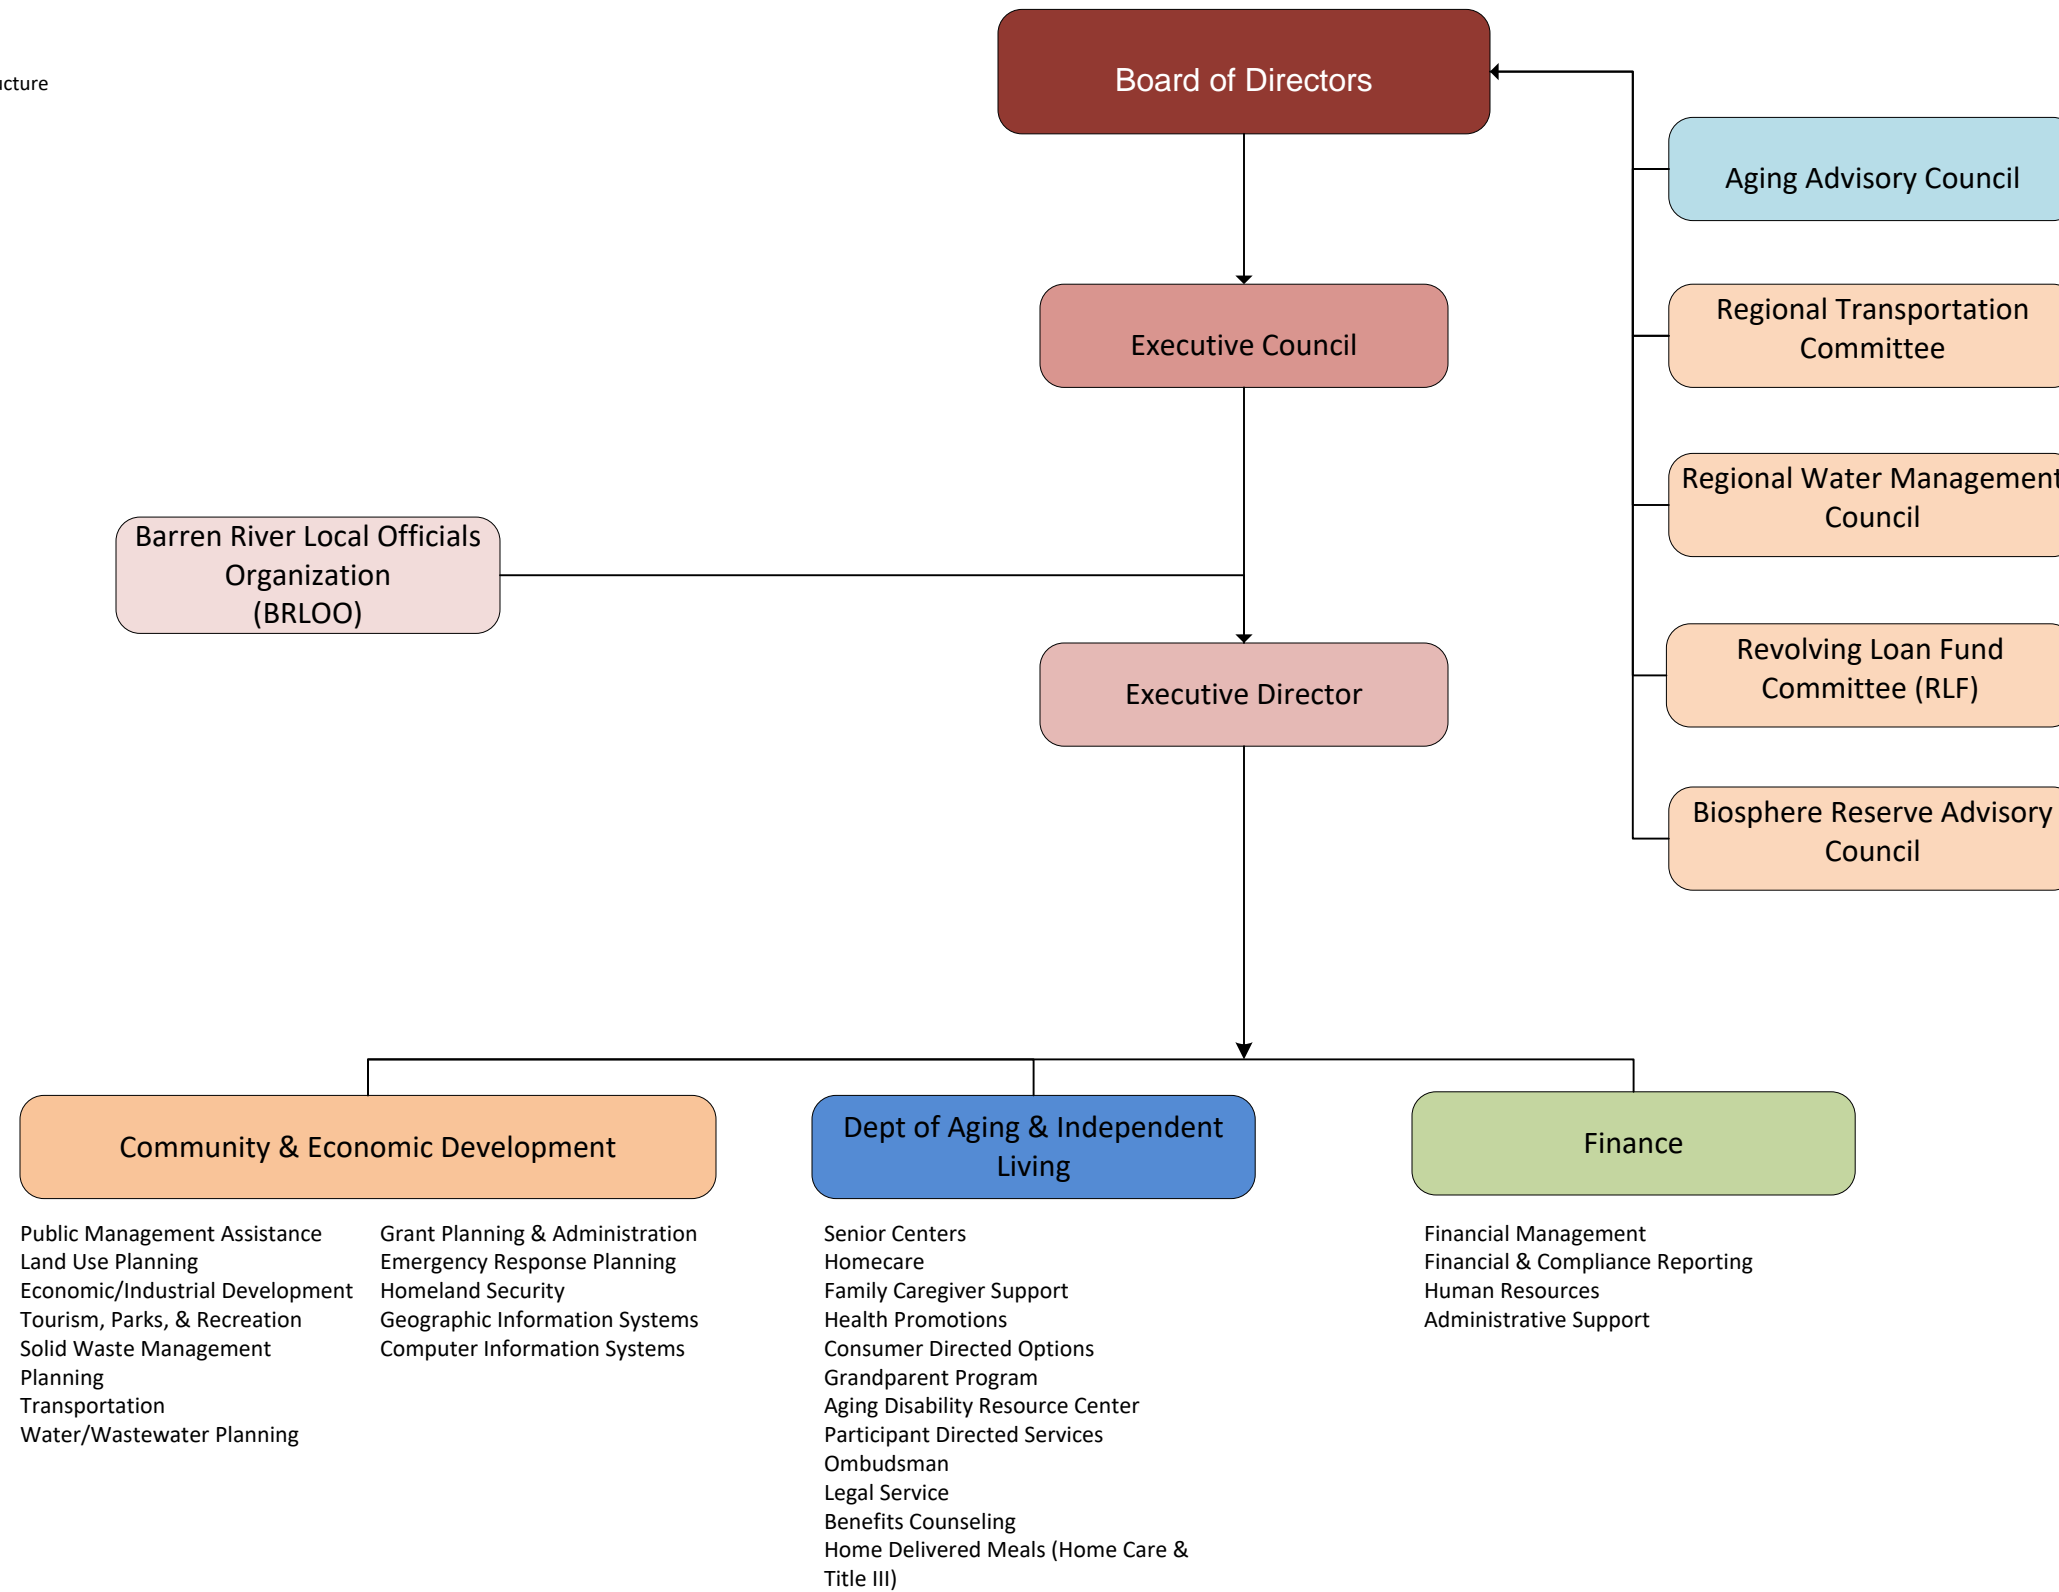 Board of Directors
Aging Advisory Council
Regional Transportation
Committee
Executive Council
Regional Water Management
Council
Barren River Local Officials
Organization
(BRLOO)
Executive Director
Revolving Loan Fund
Committee (RLF)
Biosphere Reserve Advisory
Council
Community & Economic Development
Public Management Assistance
Land Use Planning
Economic/Industrial Development
Tourism, Parks, & Recreation
Solid Waste Management
Planning
Transportation
Water/Wastewater Planning
Grant Planning & Administration
Emergency Response Planning
Homeland Security
Geographic Information Systems
Computer Information Systems
Dept of Aging & Independent
Living
Senior Centers
Homecare
Family Caregiver Support
Health Promotions
Consumer Directed Options
Grandparent Program
Aging Disability Resource Center
Participant Directed Services
Ombudsman
Legal Service
Benefits Counseling
Home Delivered Meals (Home Care &
Title III)
Finance
Financial Management
Financial & Compliance Reporting
Human Resources
Administrative Support